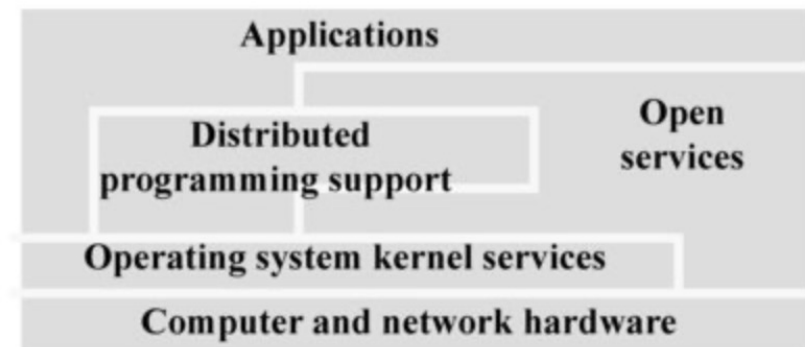 Applications
Distributed
programming support
Open
services
Operating system kernel services
Computer and network hardware